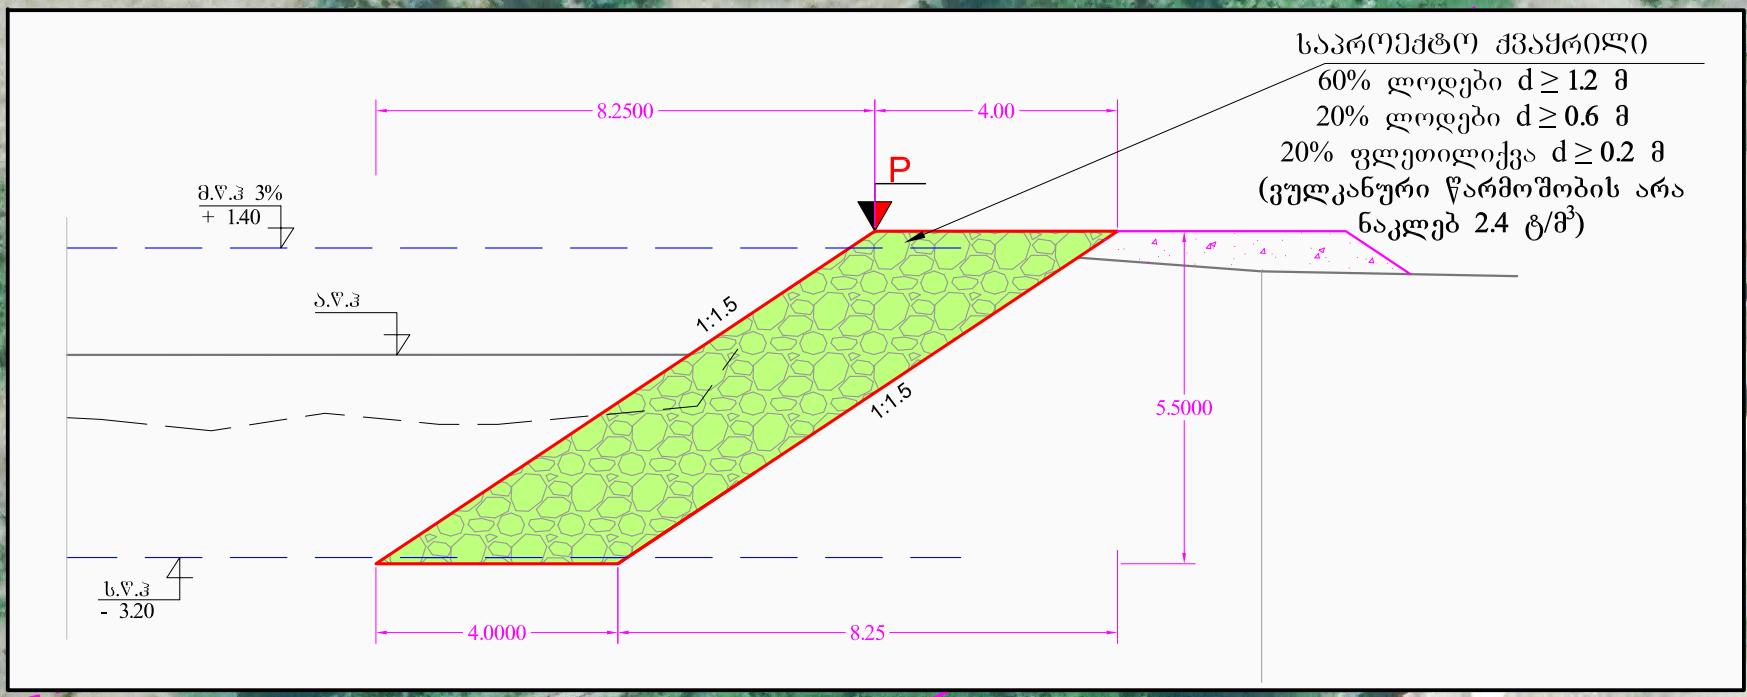 საპროექტო ქვაყრილი
60% ლოდები d ≥ 1.2 მ
20% ლოდები d ≥ 0.6 მ
20% ფლეთილიქვა d ≥ 0.2 მ
(ვულკანური წარმოშობის არა
ნაკლებ 2.4 ტ/მ³)
8.2500
4.00
P
მ.წ.ჰ 3%
+ 1.40
ა.წ.ჰ
1:1.5
1:1.5
5.5000
ს.წ.ჰ
- 3.20
4.0000
8.25